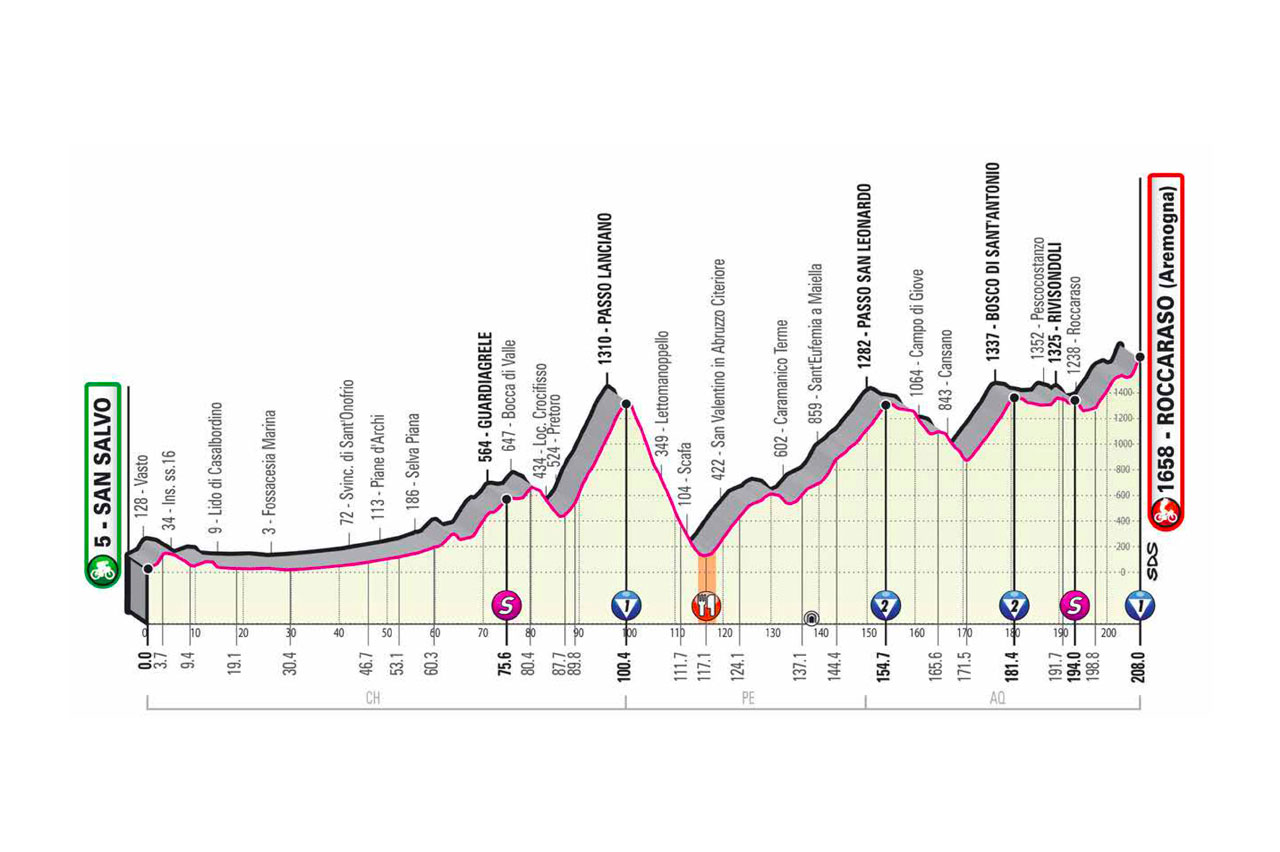 5 - SAN SALVO
128 - Vasto
34 - Ins. ss.16
9 - Lido di Casalbordino
3 - Fossacesia Marina
72 - Svinc. di Sant'Onofrio
113 - Piane d'Archi
186 - Selva Piana
564 - GUARDIAGRELE
647 - Bocca di Valle
434 - Loc. Crocifisso
524 - Pretoro
1310 - PASSO LANCIANO
349 - Lettomanoppello
104 - Scafa
422 - San Valentino in Abruzzo Citeriore
602 - Caramanico Terme
859 - Sant'Eufemia a Maiella
1282 - PASSO SAN LEONARDO
1064 - Campo di Giove
843 - Cansano
1337 - BOSCO DI SANT'ANTONIO
1352 - Pescocostanzo
1325 - RIVISONDOLI
1238 - Roccaraso
1658 - ROCCARASO (Aremogna)
1400
1200
1000
800
600
400
200
0
SDS
S
1
2
2
S
1
0 10 20 30 40 50 60 70 80 90 100 110 120 130 140 150 160 170 180 190 200
0.0 3.7 9.4 19.1 30.4 46.7 53.1 60.3 75.6 80.4 87.7 89.8 100.4 111.7 117.1 124.1 137.1 144.4 154.7 165.6 171.5 181.4 191.7 194.0 198.8 208.0
CH PE AQ